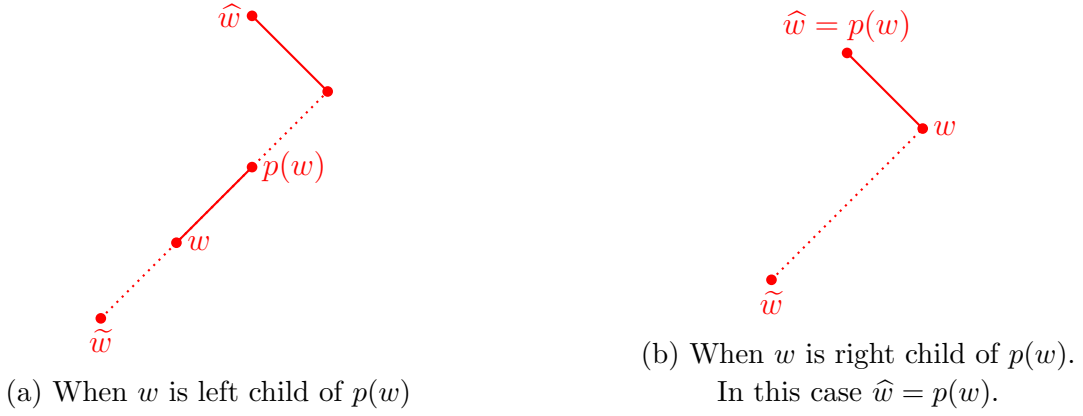 ŵ
p(w)
w
w̃
(a) When w is left child of p(w)
ŵ = p(w)
w
w̃
(b) When w is right child of p(w).
In this case ŵ = p(w).